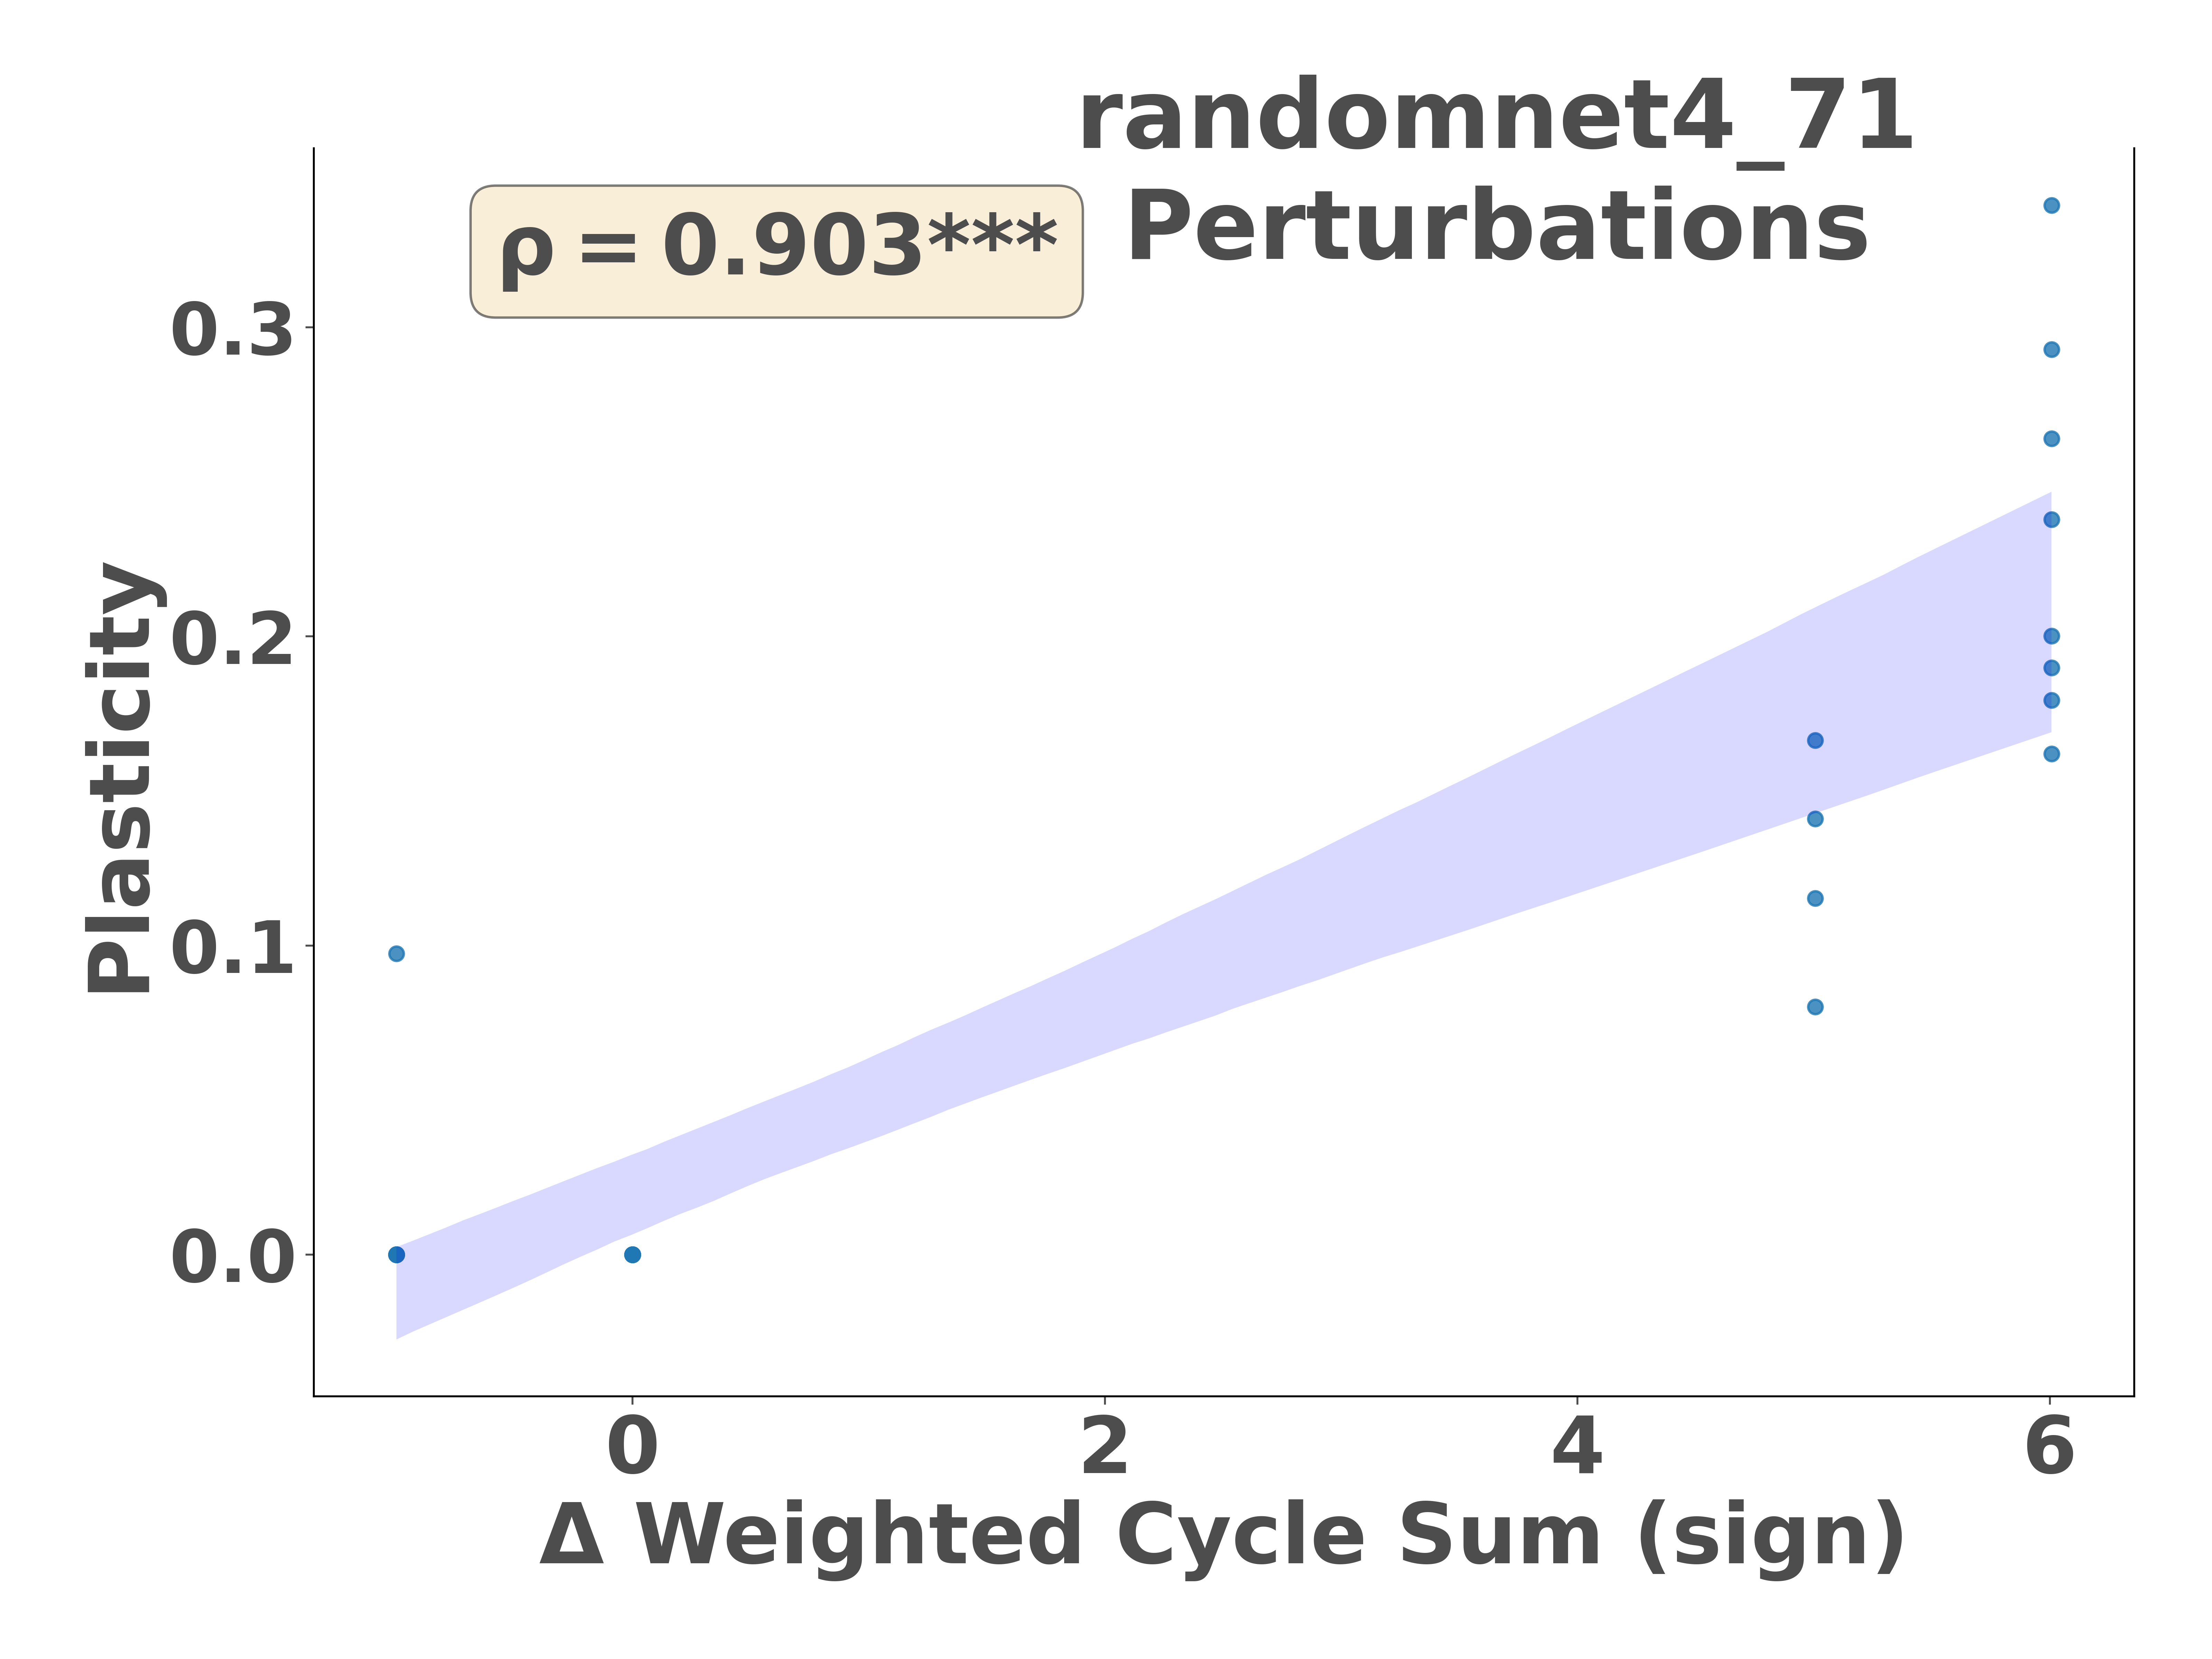 randomnet4_71
Perturbations
ρ = 0.903***
Plasticity
0.3
0.2
0.1
0.0
0 2 4 6
Δ Weighted Cycle Sum (sign)